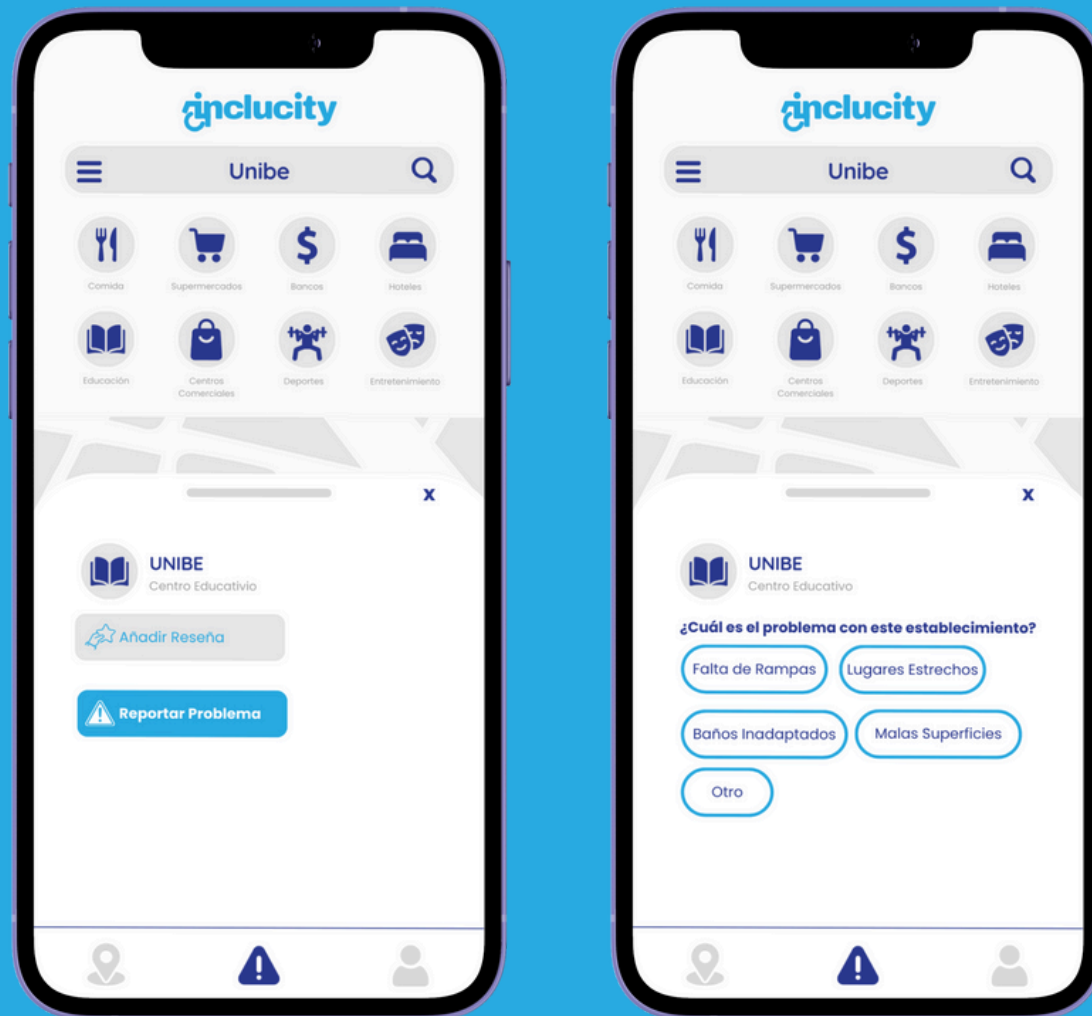 inclucity
Unibe
Comida Supermercados Bancos Hoteles
Educación Centros Comerciales Deportes Entretenimiento
x
UNIBE
Centro Educativio
Añadir Reseña
Reportar Problema
inclucity
Unibe
Comida Supermercados Bancos Hoteles
Educación Centros Comerciales Deportes Entretenimiento
x
UNIBE
Centro Educativo
¿Cuál es el problema con este establecimiento?
Falta de Rampas Lugares Estrechos
Baños Inadaptados Malas Superficies
Otro